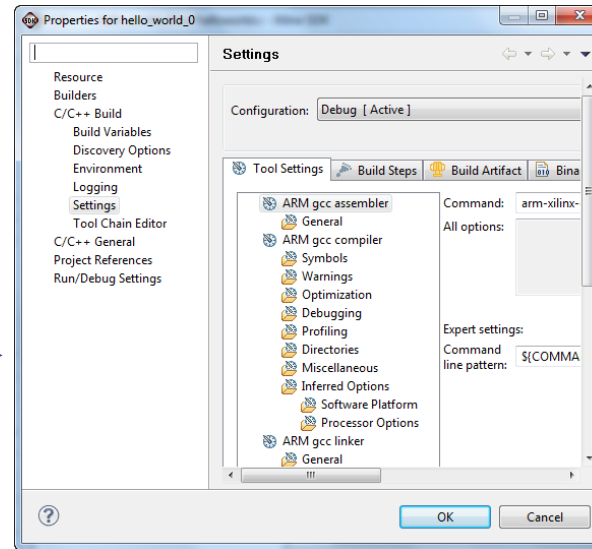 Properties for hello_world_0
Settings
Resource
Builders
C/C++ Build
Build Variables
Discovery Options
Environment
Logging
Settings
Tool Chain Editor
C/C++ General
Project References
Run/Debug Settings
Configuration: Debug [ Active ]
Tool Settings Build Steps Build Artifact Bina
ARM gcc assembler
General
ARM gcc compiler
Symbols
Warnings
Optimization
Debugging
Profiling
Directories
Miscellaneous
Inferred Options
Software Platform
Processor Options
ARM gcc linker
General
Command: arm-xilinx-
All options:
Expert settings:
Command
line pattern: ${COMMA
OK Cancel